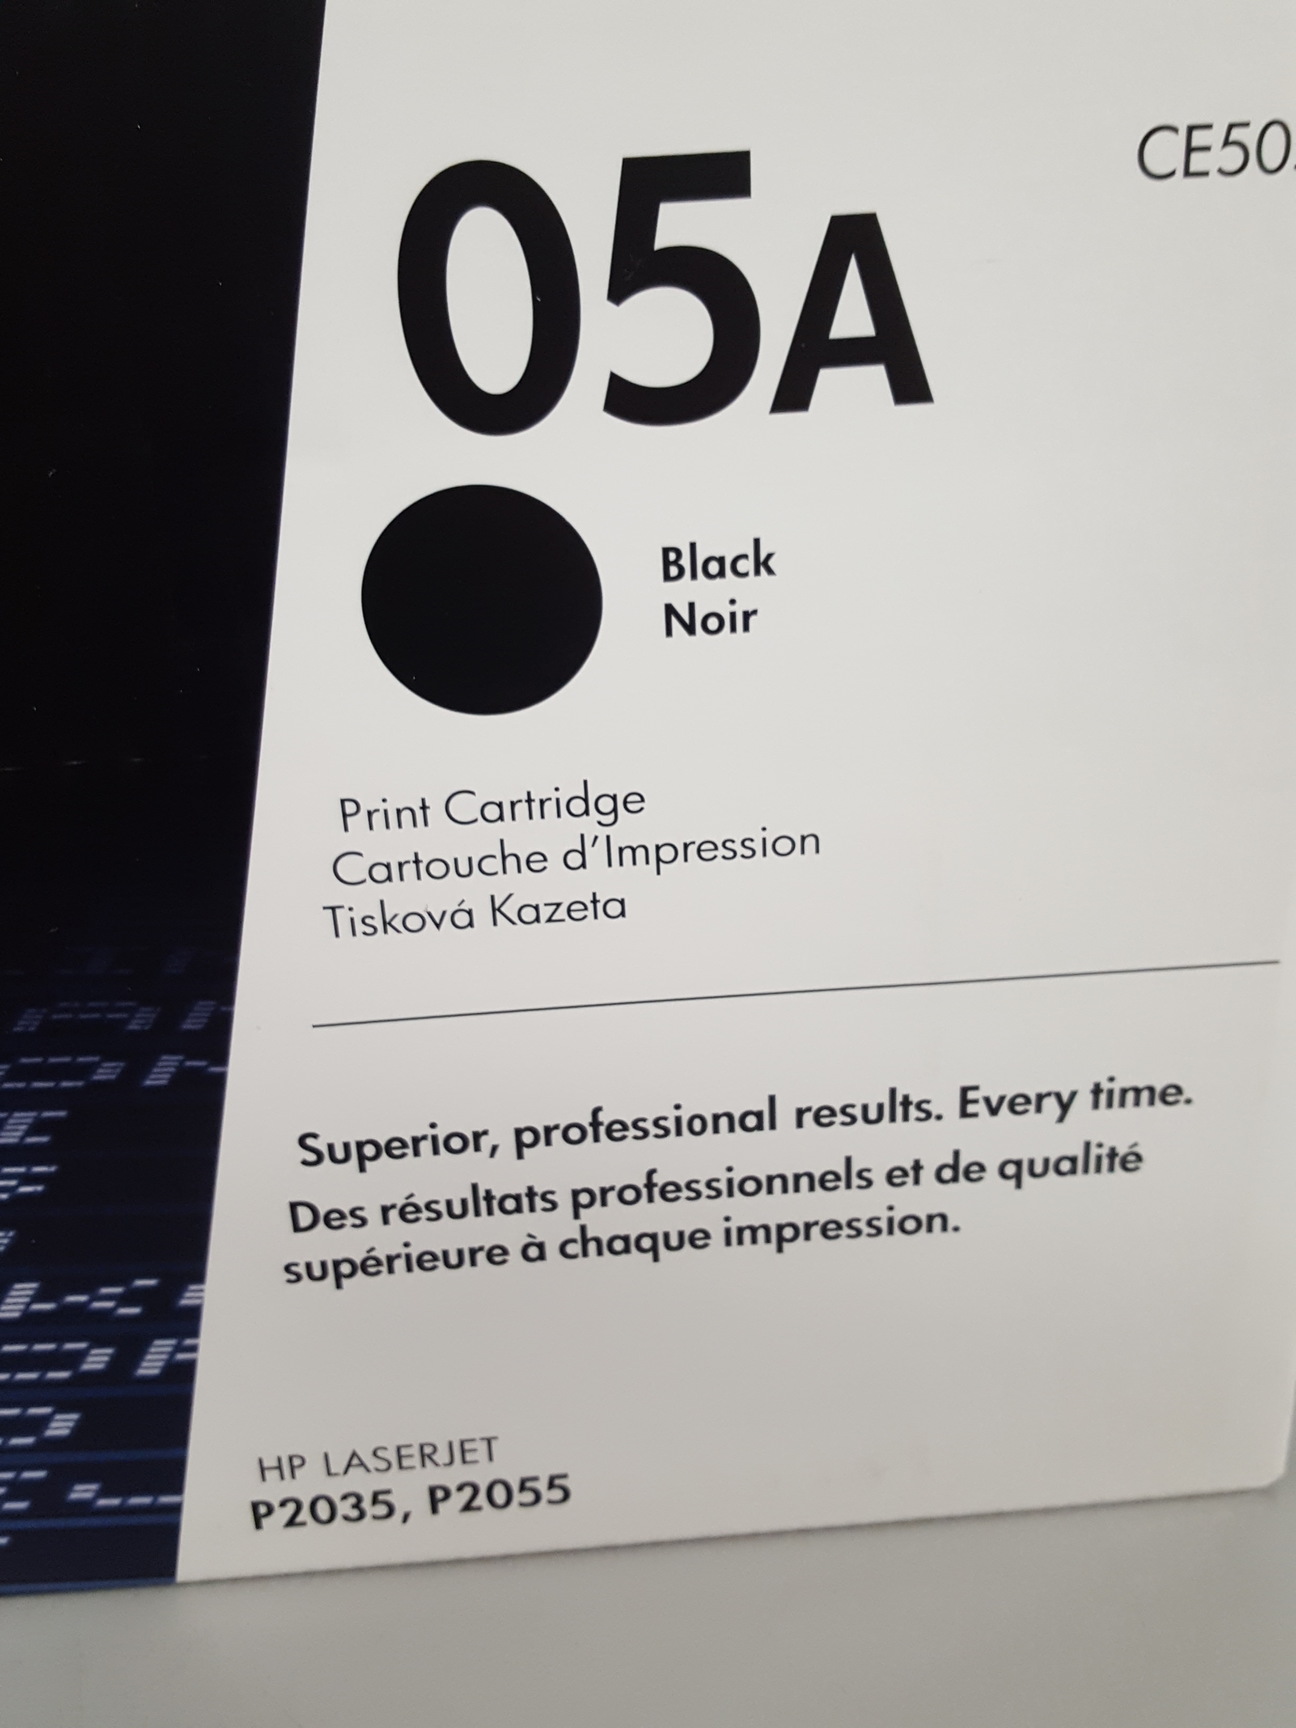 CE50
05A
Black
Noir
Print Cartridge
Cartouche d'Impression
Tisková Kazeta
Superior, professional results. Every time.
Des résultats professionnels et de qualité
supérieure à chaque impression.
HP LASERJET
P2035, P2055